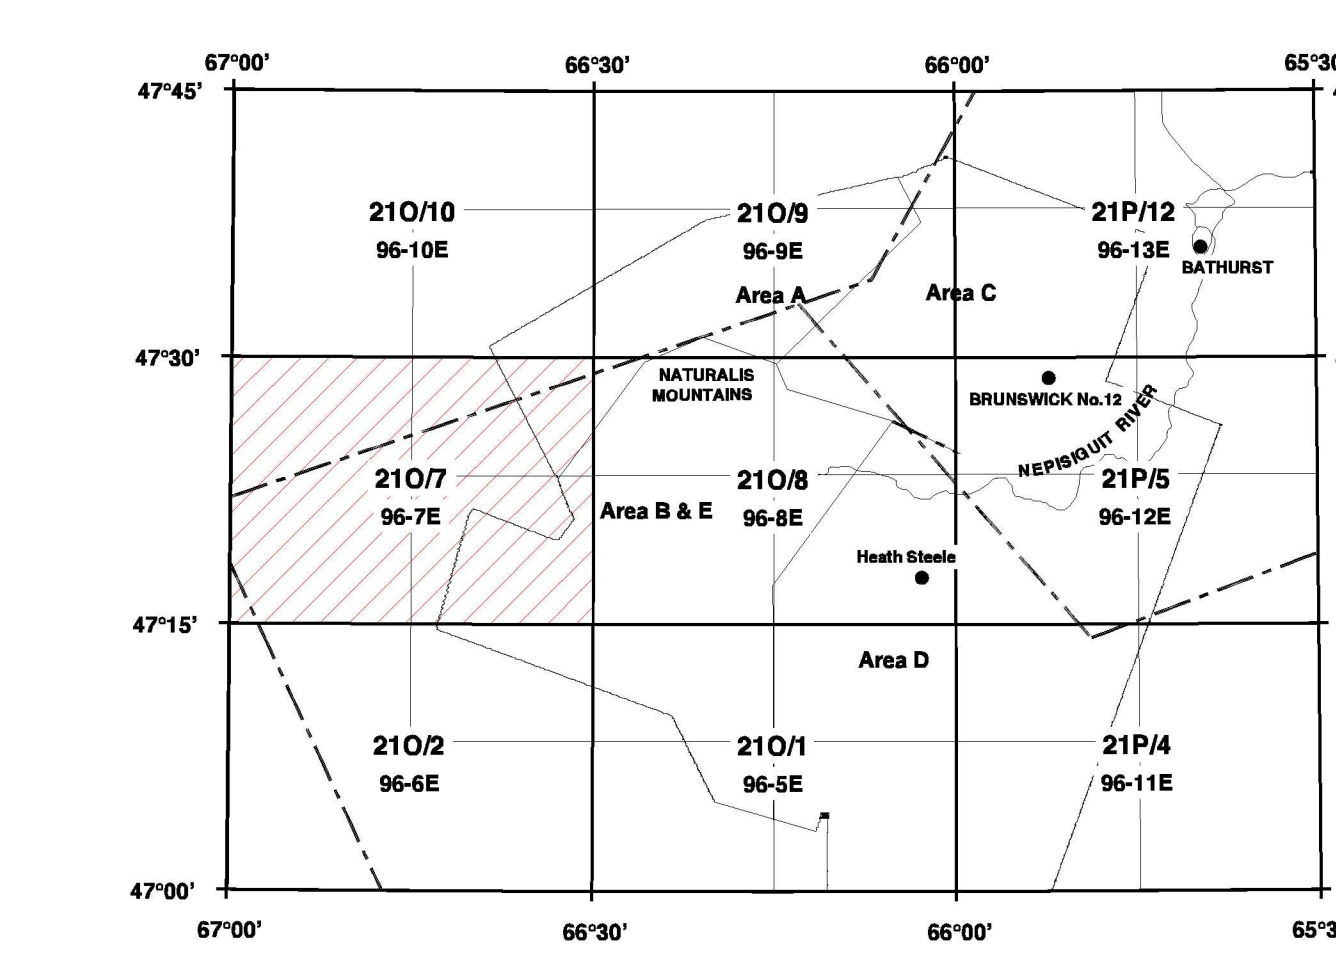 67°00' 66°30' 66°00' 65°30
47°45'
21O/10 21O/9 21P/12
96-10E 96-9E 96-13E
BATHURST
Area A Area C
47°30'
NATURALIS
MOUNTAINS
BRUNSWICK No.12
NEPISIQUIT RIVER
21O/7 21O/8 21P/5
96-7E Area B & E 96-8E 96-12E
Heath Steele
47°15'
Area D
21O/2 21O/1 21P/4
96-6E 96-5E 96-11E
47°00'
67°00' 66°30' 66°00' 65°3